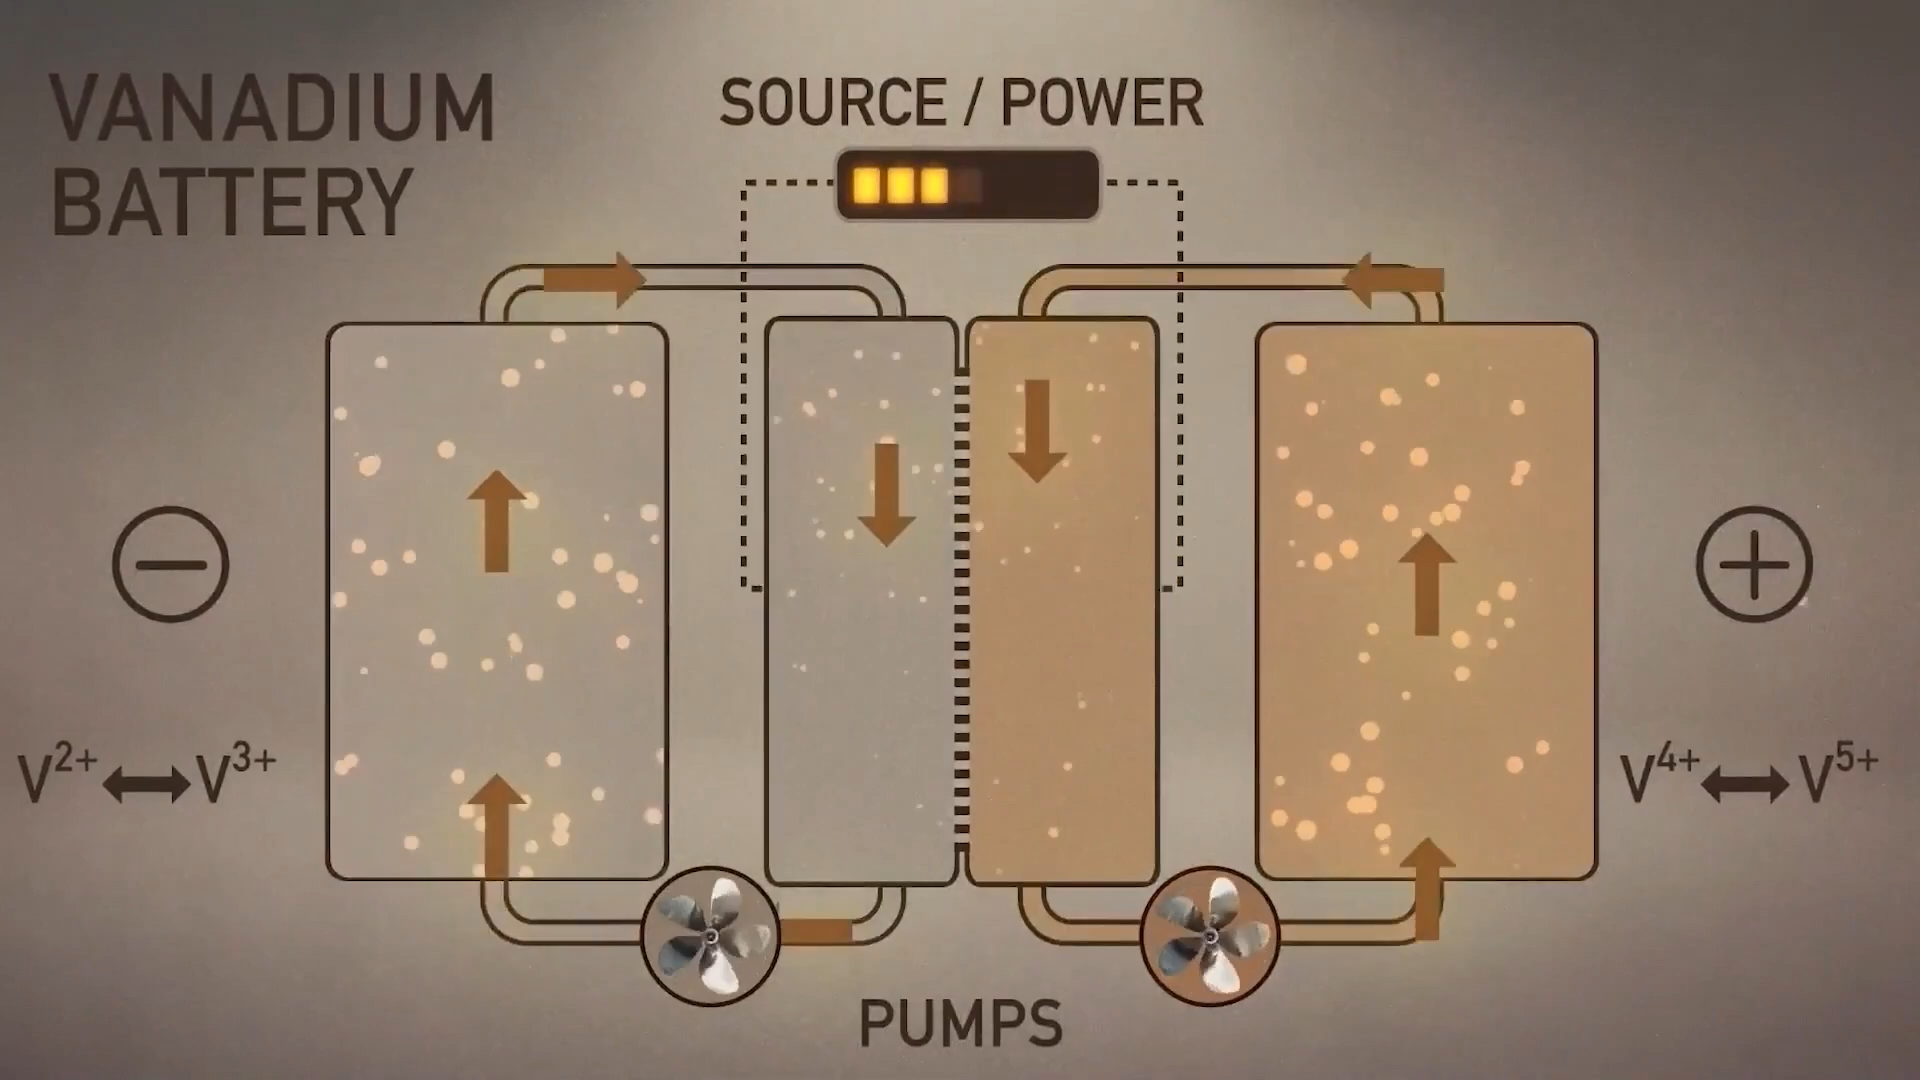 VANADIUM
BATTERY
SOURCE / POWER
V²⁺ ↔ V³⁺
V⁴⁺ ↔ V⁵⁺
PUMPS